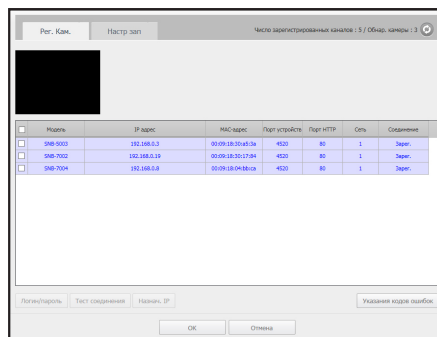 Рег. Кам. Настр зап Число зарегистрированных каналов : 5 / Обнар. камеры : 3
Модель IP адрес MAC-адрес Порт устройств Порт HTTP Сеть Соединение
SNB-5003 192.168.0.3 00:09:18:30:a5:3a 4520 80 1 Зарег.
SNB-7002 192.168.0.19 00:09:18:30:17:84 4520 80 1 Зарег.
SNB-7004 192.168.0.8 00:09:18:04:bb:ca 4520 80 1 Зарег.
Логин/пароль Тест соединения Назнач. IP Указания кодов ошибок
OK Отмена